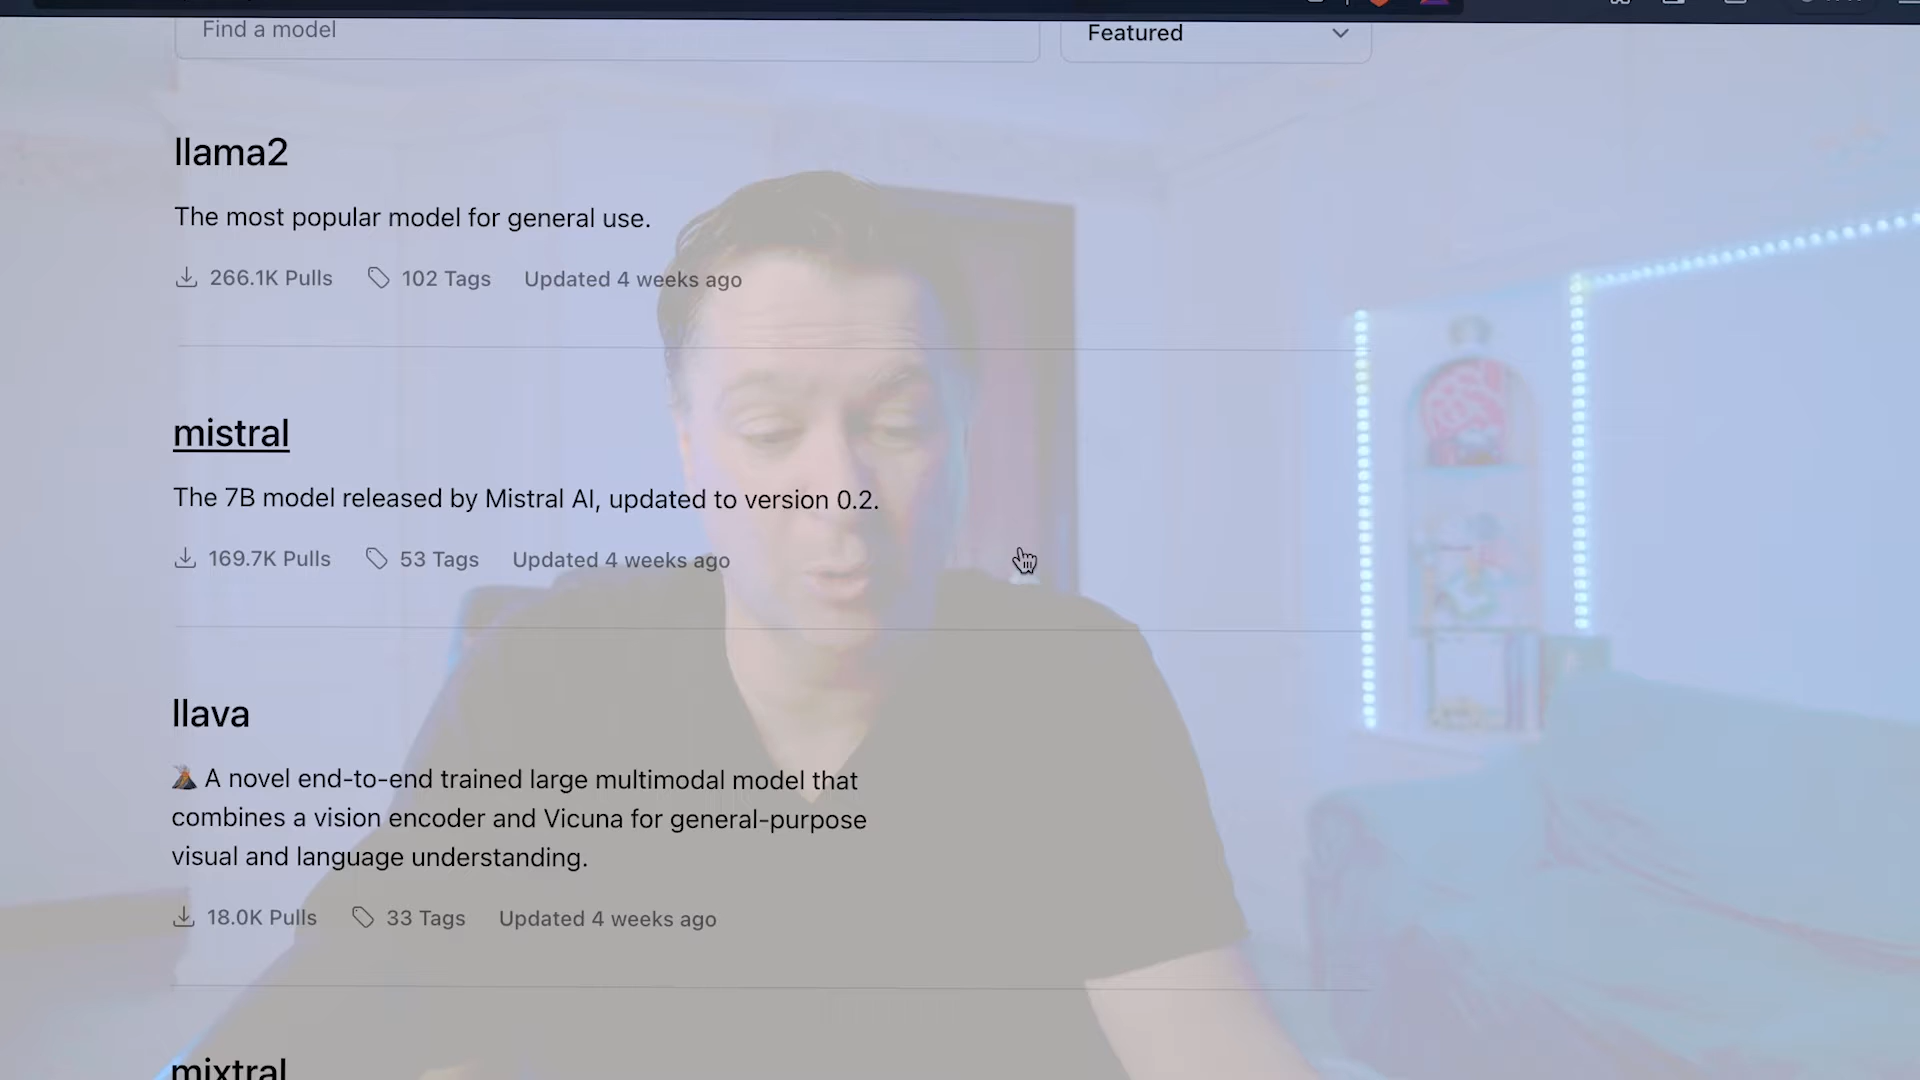 Find a model
Featured
llama2
The most popular model for general use.
266.1K Pulls 102 Tags Updated 4 weeks ago
mistral
The 7B model released by Mistral AI, updated to version 0.2.
169.7K Pulls 53 Tags Updated 4 weeks ago
llava
🌋 A novel end-to-end trained large multimodal model that
combines a vision encoder and Vicuna for general-purpose
visual and language understanding.
18.0K Pulls 33 Tags Updated 4 weeks ago
mixtral